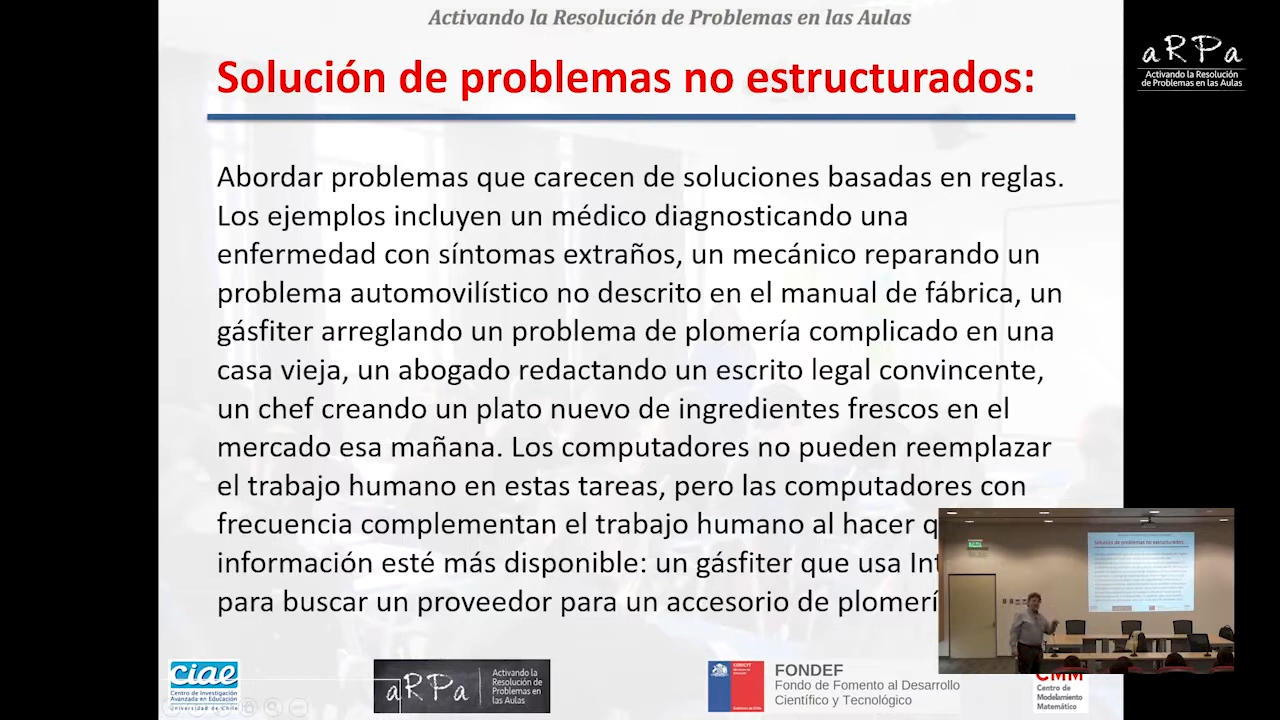 Activando la Resolución de Problemas en las Aulas
aRPa
Activando la Resolución
de Problemas en las Aulas
Solución de problemas no estructurados:
Abordar problemas que carecen de soluciones basadas en reglas.
Los ejemplos incluyen un médico diagnosticando una
enfermedad con síntomas extraños, un mecánico reparando un
problema automovilístico no descrito en el manual de fábrica, un
gásfiter arreglando un problema de plomería complicado en una
casa vieja, un abogado redactando un escrito legal convincente,
un chef creando un plato nuevo de ingredientes frescos en el
mercado esa mañana. Los computadores no pueden reemplazar
el trabajo humano en estas tareas, pero las computadores con
frecuencia complementan el trabajo humano al hacer
información esté más disponible: un gásfiter que usa
para buscar un proveedor para un accesorio de
Solución de problemas no estructurados:
ciae
Centro de Investigación
Avanzada en Educación
Universidad de Chile
aRPa
Activando la
Resolución de
Problemas en
las Aulas
CONICYT
FONDEF
Fondo de Fomento al Desarrollo
Científico y Tecnológico
CMM
Centro de
Modelamiento
Matemático